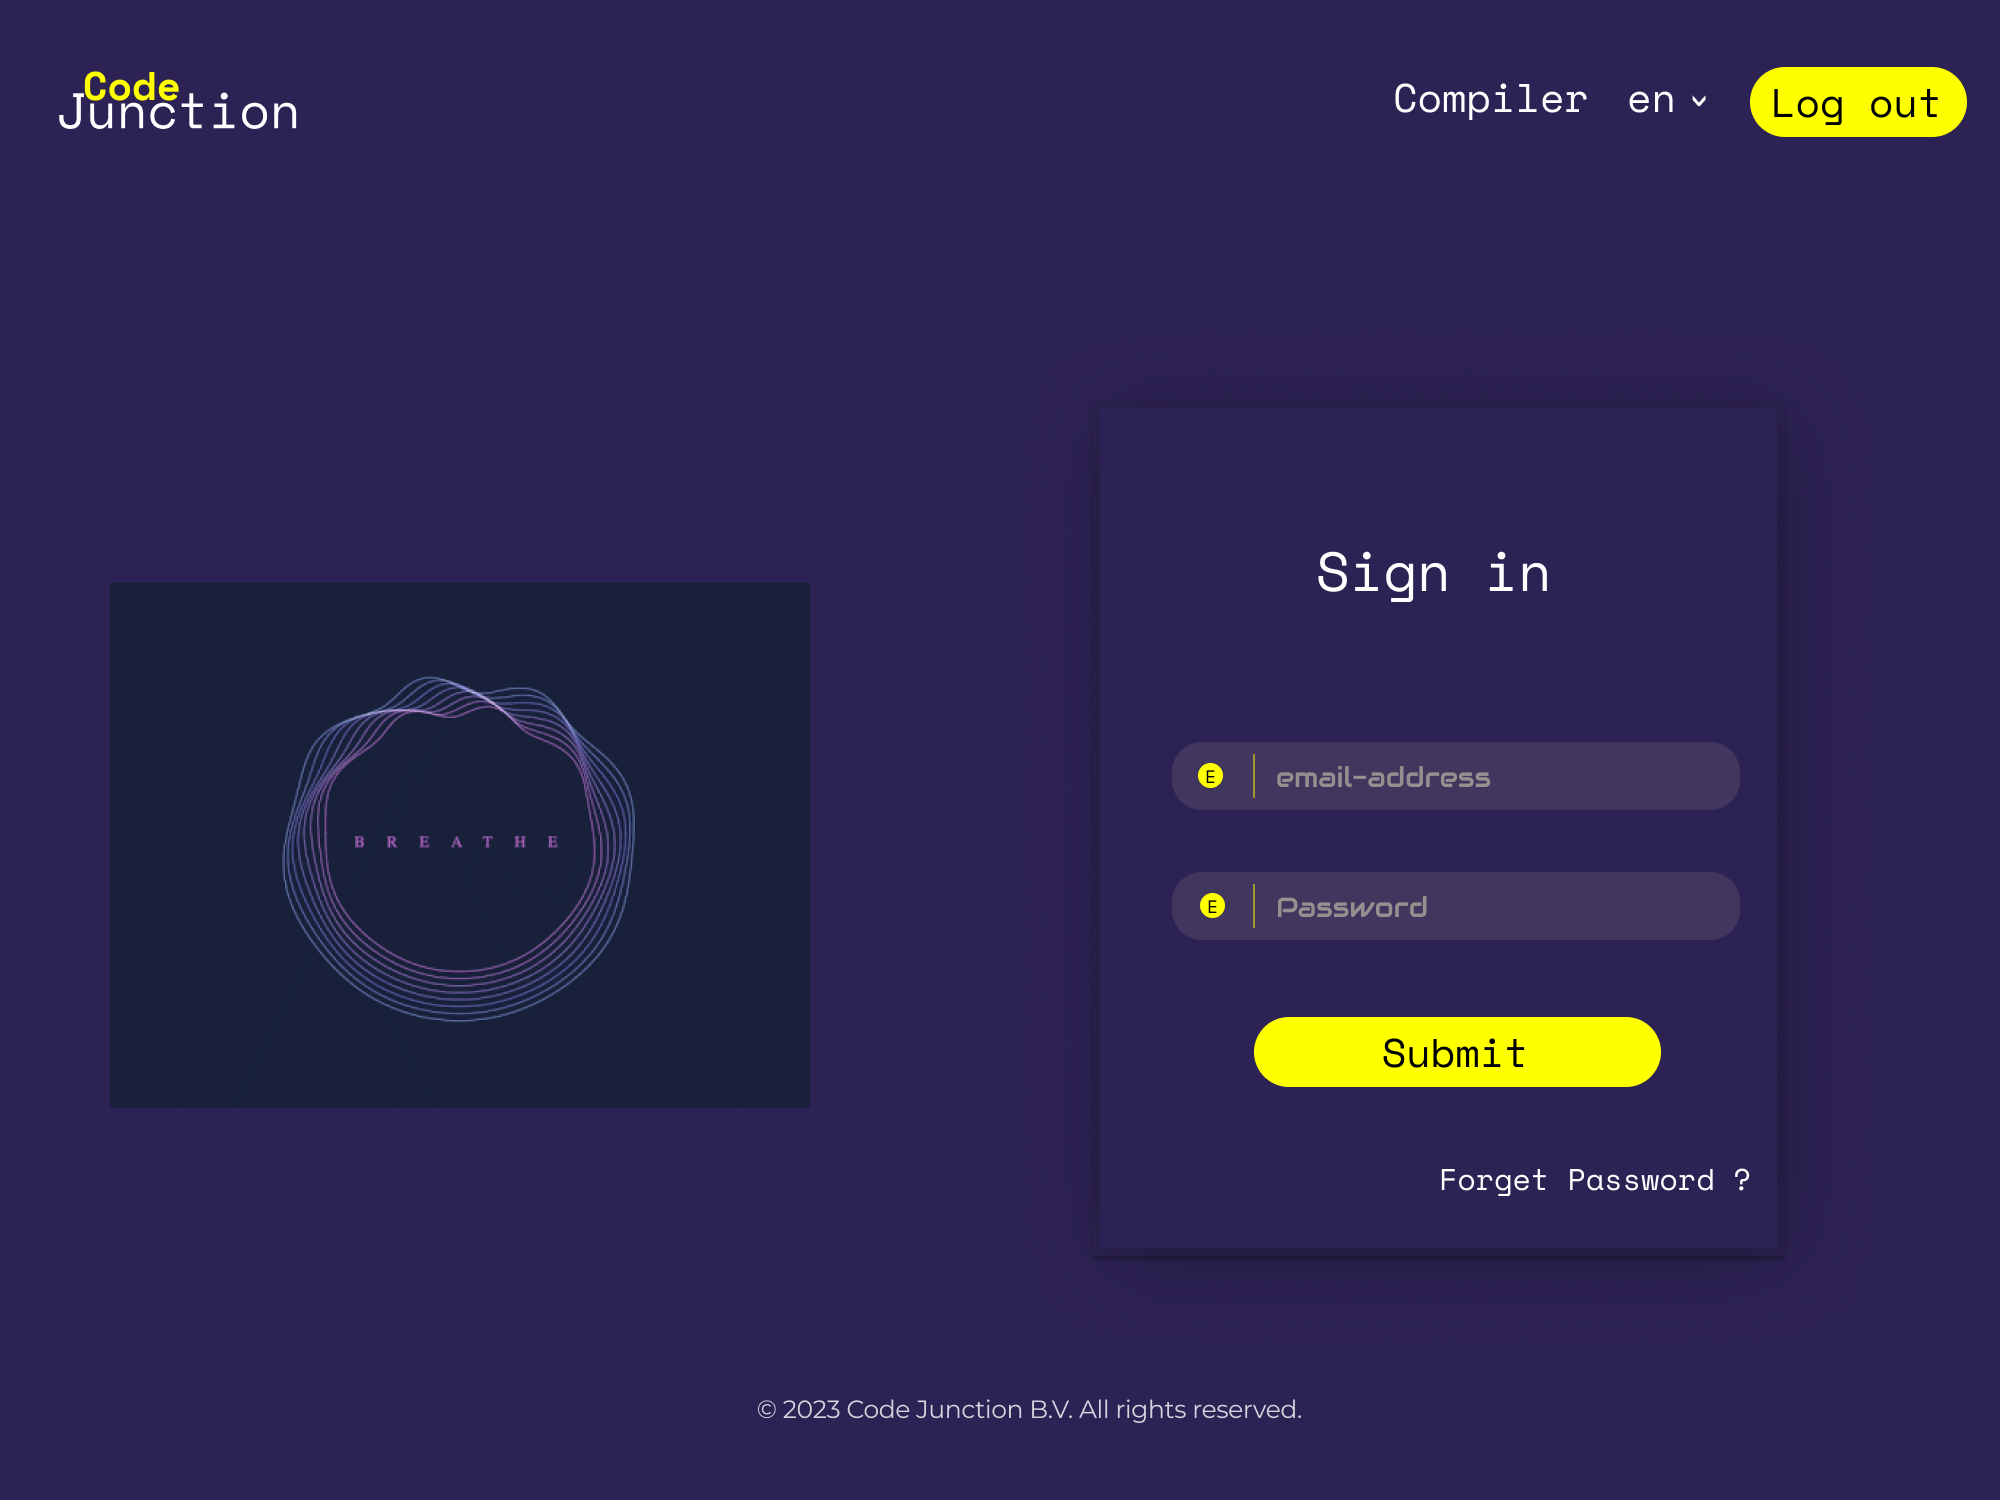 Code
Junction
Compiler en
Log out
Sign in
E email-address
BREATHE
E Password
Submit
Forget Password ?
© 2023 Code Junction B.V. All rights reserved.